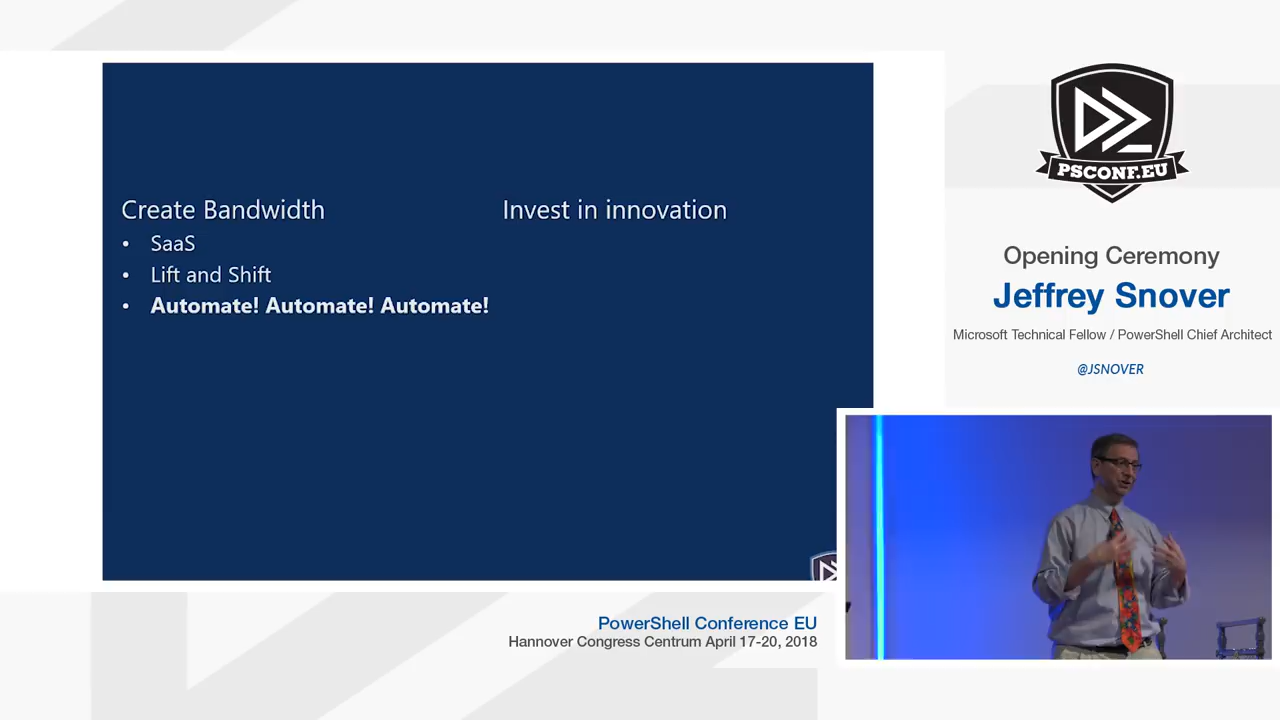 Create Bandwidth
• SaaS
• Lift and Shift
• Automate! Automate! Automate!
Invest in innovation
PSCONF.EU
Opening Ceremony
Jeffrey Snover
Microsoft Technical Fellow / PowerShell Chief Architect
@JSNOVER
PowerShell Conference EU
Hannover Congress Centrum April 17-20, 2018